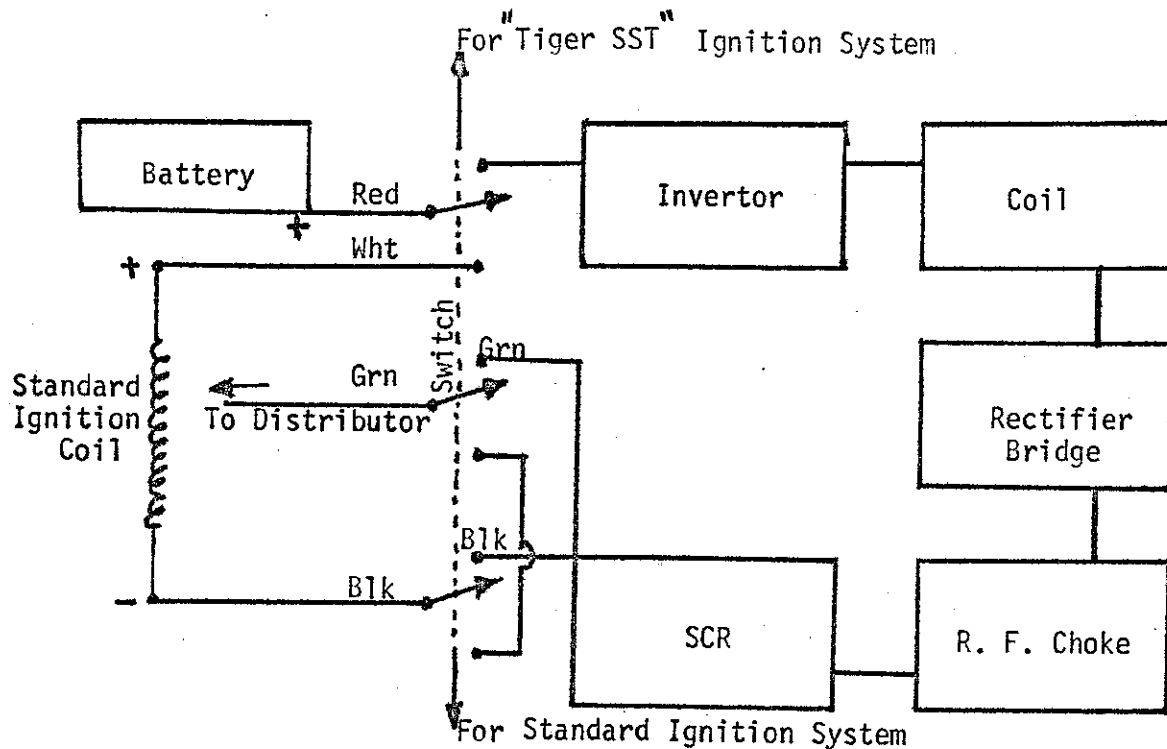 For "Tiger SST" Ignition System
Battery
Invertor
Coil
Red
+
Wht
+
Switch
Grn
Grn
To Distributor
Standard
Ignition
Coil
Rectifier
Bridge
Blk
Blk
-
SCR
R. F. Choke
For Standard Ignition System